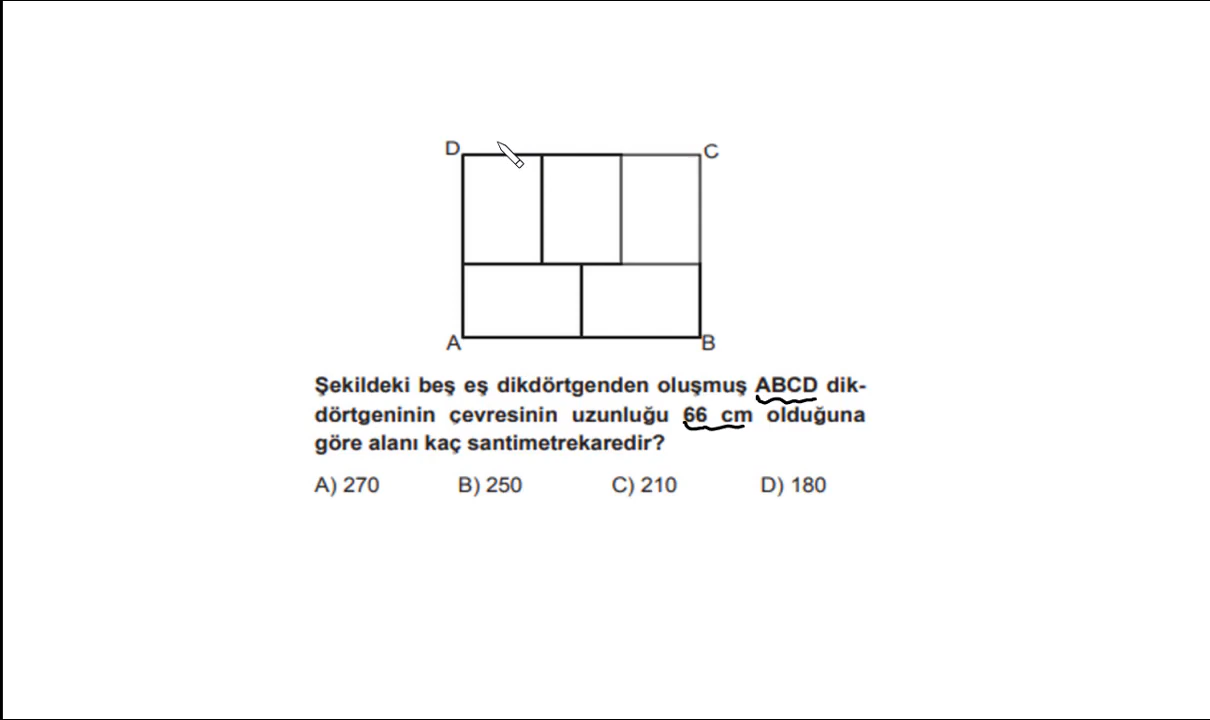 D C
A B
Şekildeki beş eş dikdörtgenden oluşmuş ABCD dik-
dörtgeninin çevresinin uzunluğu 66 cm olduğuna
göre alanı kaç santimetrekaredir?
A) 270 B) 250 C) 210 D) 180